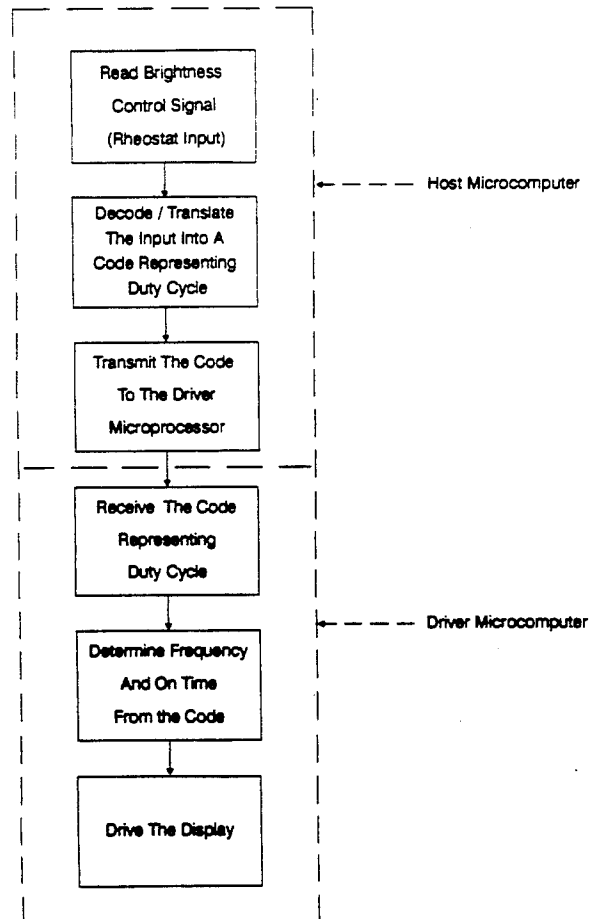 Read Brightness
Control Signal
(Rheostat Input)
Host Microcomputer
Decode / Translate
The Input Into A
Code Representing
Duty Cycle
Transmit The Code
To The Driver
Microprocessor
Receive The Code
Representing
Duty Cycle
Driver Microcomputer
Determine Frequency
And On Time
From the Code
Drive The Display